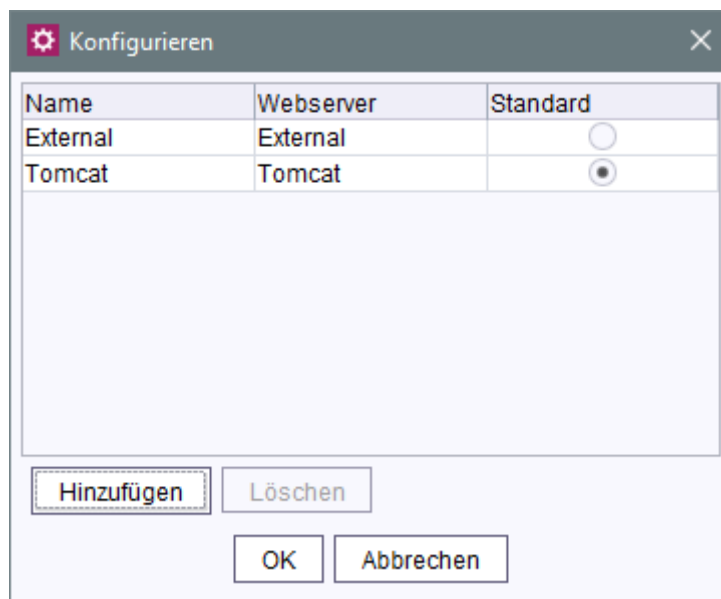 Konfigurieren
Name Webserver Standard
External External
Tomcat Tomcat
Hinzufügen Löschen
OK Abbrechen